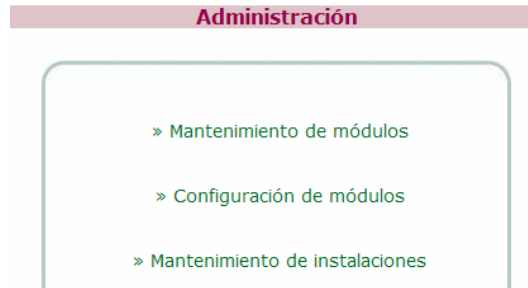 Administración
» Mantenimiento de módulos
» Configuración de módulos
» Mantenimiento de instalaciones